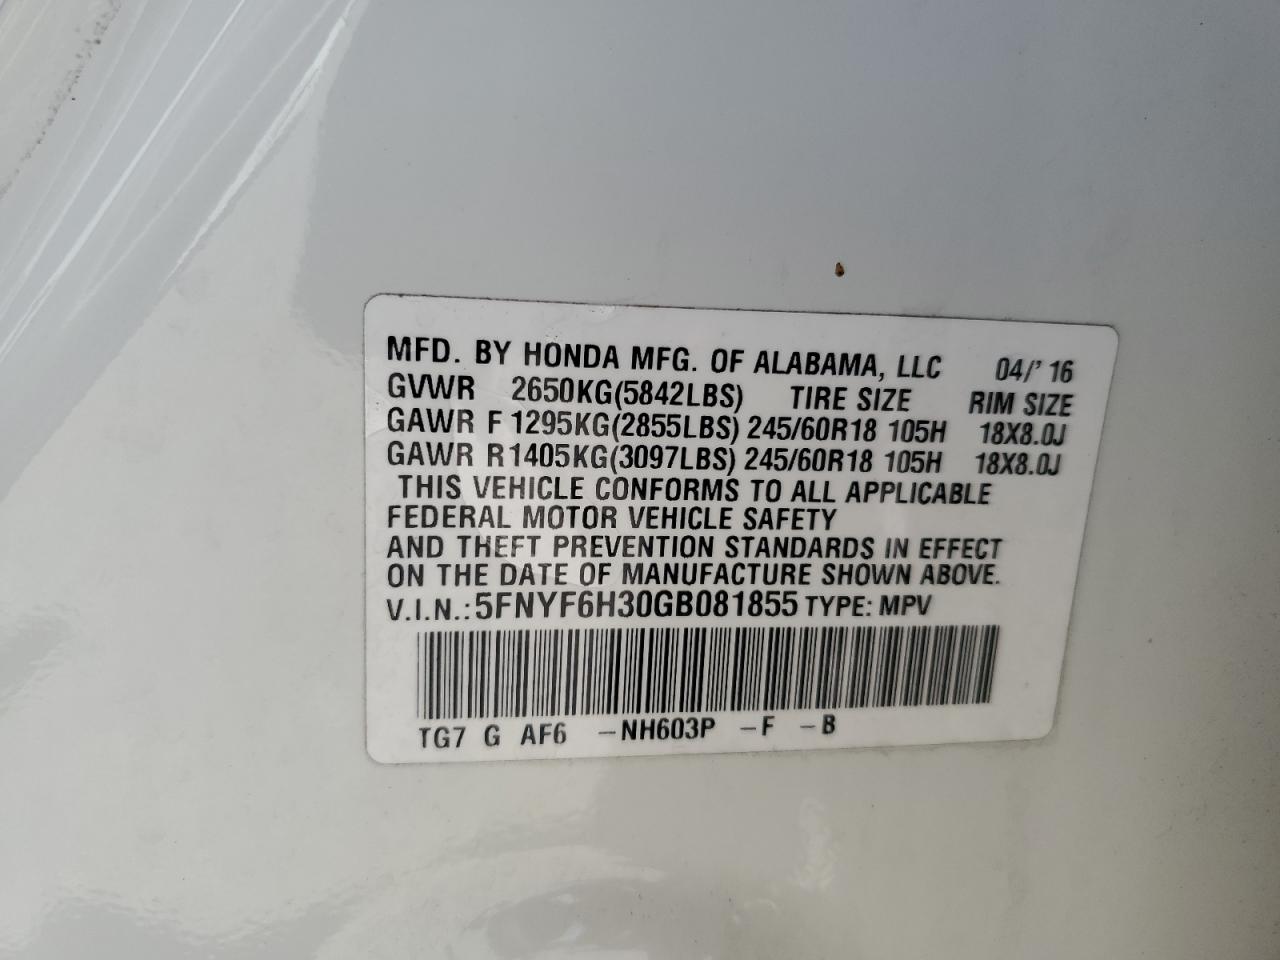 MFD. BY HONDA MFG. OF ALABAMA, LLC 04/' 16
GVWR 2650KG(5842LBS) TIRE SIZE RIM SIZE
GAWR F 1295KG(2855LBS) 245/60R18 105H 18X8.0J
GAWR R1405KG(3097LBS) 245/60R18 105H 18X8.0J
THIS VEHICLE CONFORMS TO ALL APPLICABLE
FEDERAL MOTOR VEHICLE SAFETY
AND THEFT PREVENTION STANDARDS IN EFFECT
ON THE DATE OF MANUFACTURE SHOWN ABOVE.
V.I.N.:5FNYF6H30GB081855 TYPE: MPV
TG7 G AF6 –NH603P –F –B